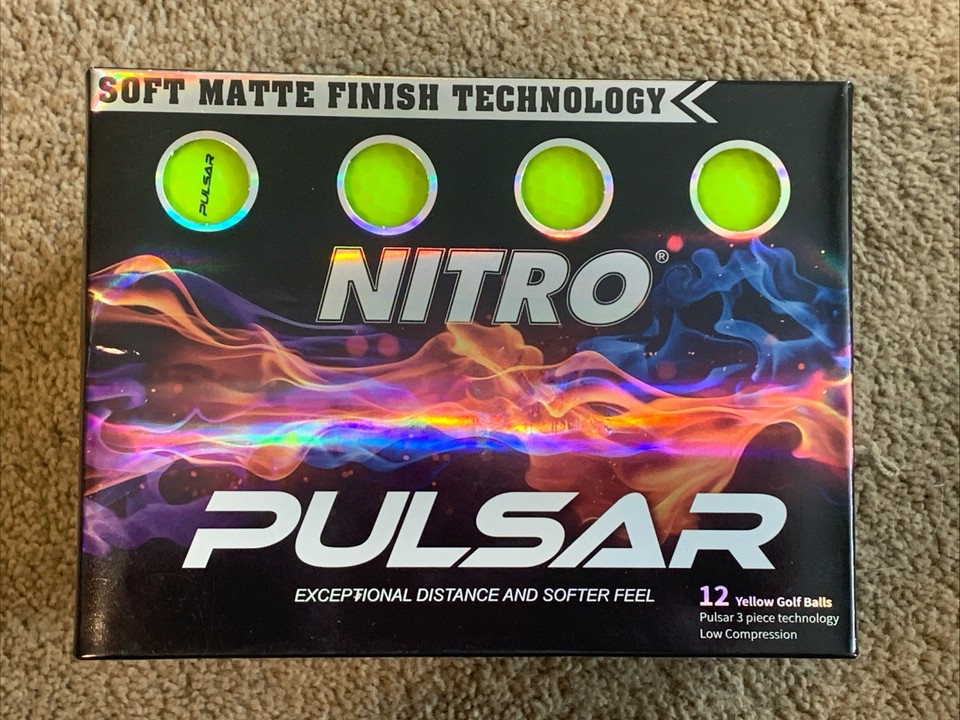 SOFT MATTE FINISH TECHNOLOGY
PULSAR
NITRO®
PULSAR
EXCEPTIONAL DISTANCE AND SOFTER FEEL
12 Yellow Golf Balls
Pulsar 3 piece technology
Low Compression